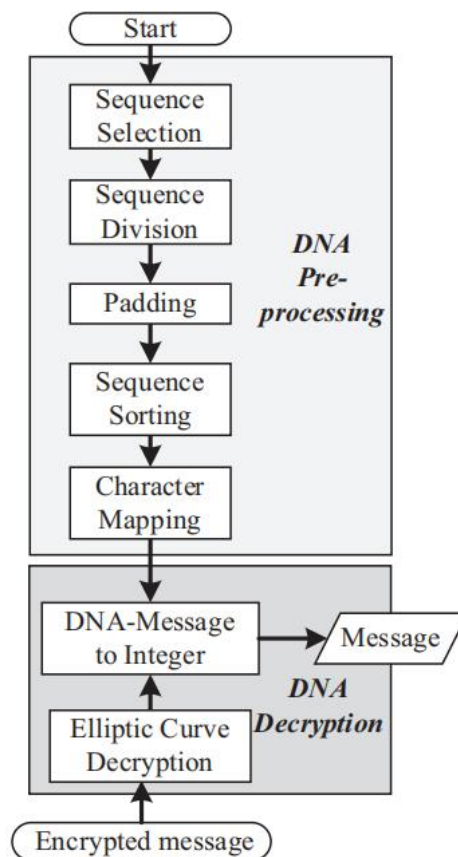 Start
Sequence
Selection
Sequence
Division
Padding
Sequence
Sorting
Character
Mapping
DNA
Pre-
processing
DNA-Message
to Integer
Message
Elliptic Curve
Decryption
DNA
Decryption
Encrypted message